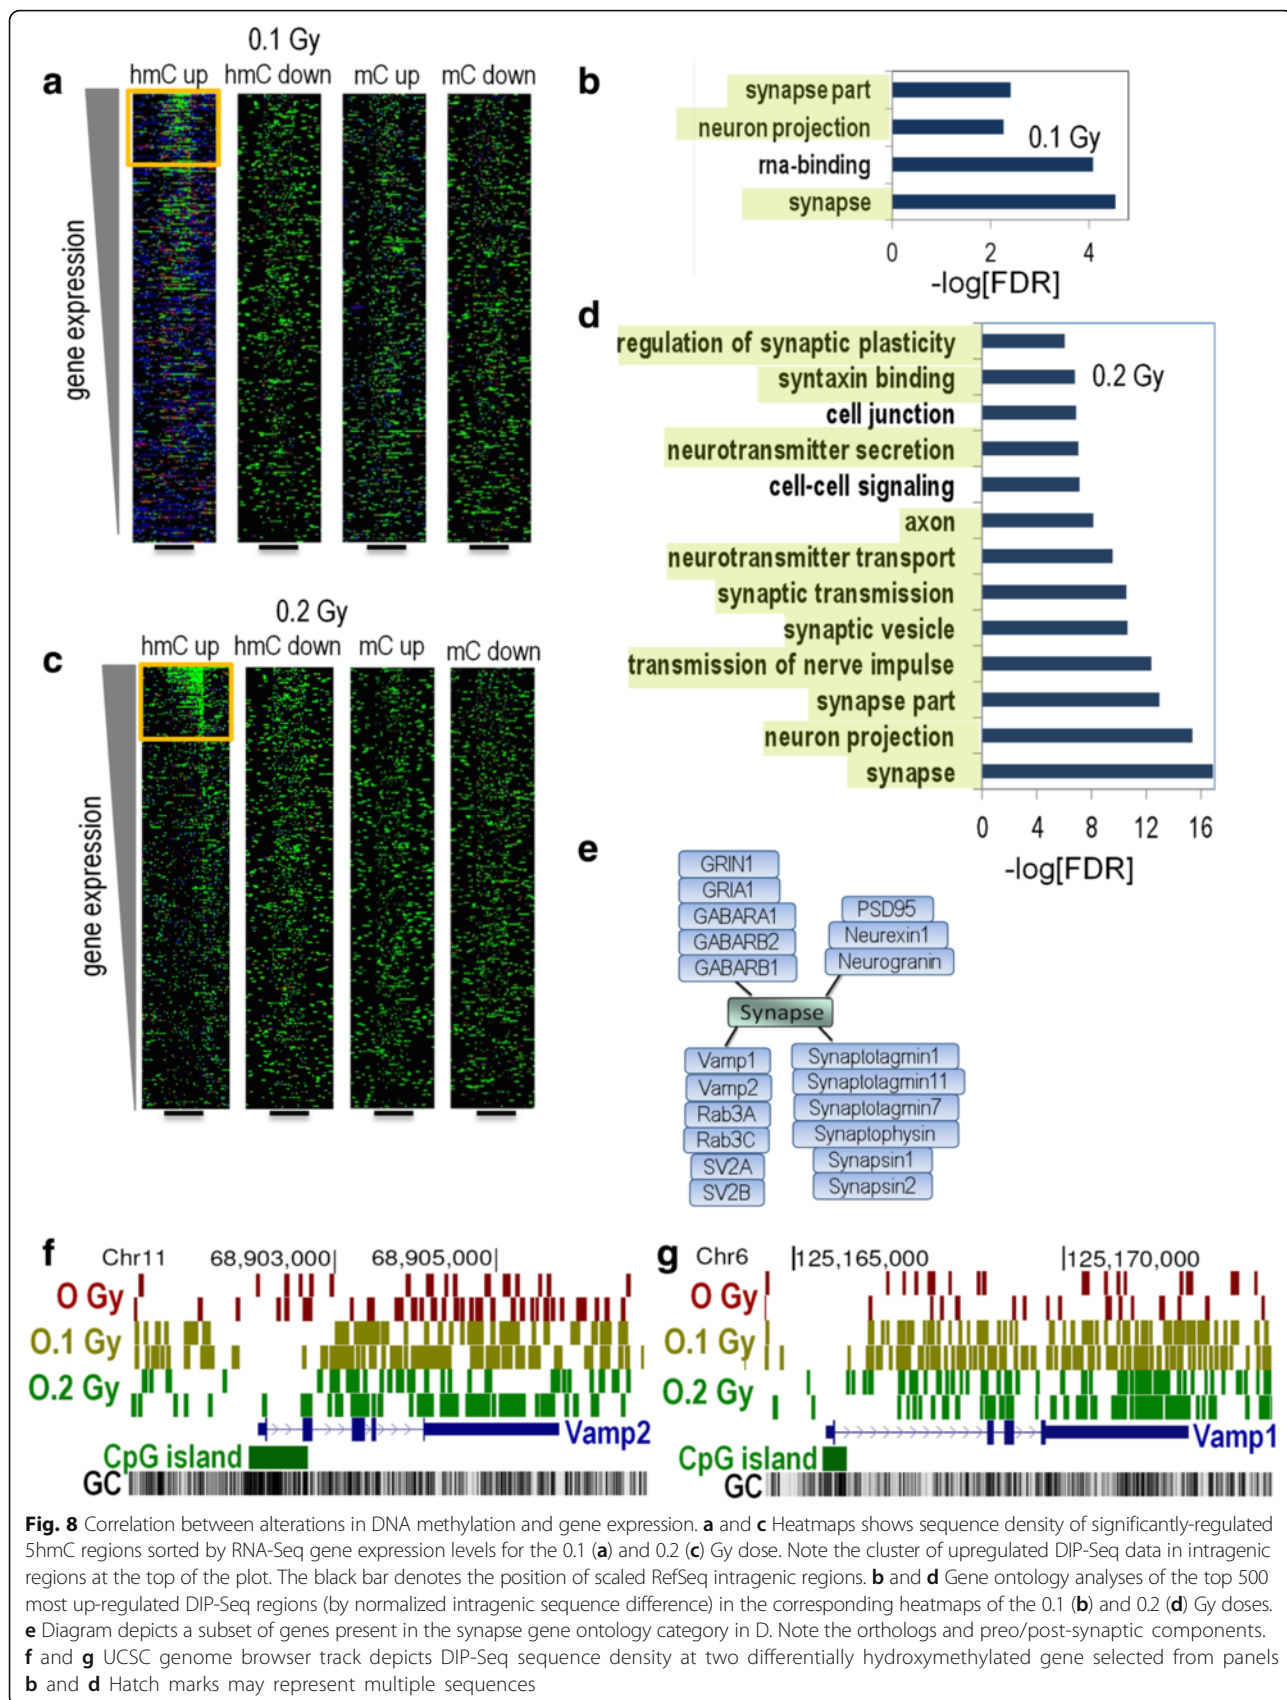 a
0.1 Gy
hmC up hmC down mC up mC down
gene expression
b
synapse part
neuron projection
rna-binding
synapse
0.1 Gy
0 2 4
-log[FDR]
c
0.2 Gy
hmC up hmC down mC up mC down
gene expression
d
regulation of synaptic plasticity
syntaxin binding
cell junction
neurotransmitter secretion
cell-cell signaling
axon
neurotransmitter transport
synaptic transmission
synaptic vesicle
transmission of nerve impulse
synapse part
neuron projection
synapse
0.2 Gy
0 4 8 12 16
-log[FDR]
e
GRIN1
GRIA1
GABARA1
GABARB2
GABARB1
PSD95
Neurexin1
Neurogranin
Synapse
Vamp1
Vamp2
Rab3A
Rab3C
SV2A
SV2B
Synaptotagmin1
Synaptotagmin11
Synaptotagmin7
Synaptophysin
Synapsin1
Synapsin2
f
Chr11 68,903,000 68,905,000
O Gy
O.1 Gy
O.2 Gy
Vamp2
CpG island
GC
g
Chr6 125,165,000 125,170,000
O Gy
O.1 Gy
O.2 Gy
Vamp1
CpG island
GC
Fig. 8 Correlation between alterations in DNA methylation and gene expression. a and c Heatmaps shows sequence density of significantly-regulated
5hmC regions sorted by RNA-Seq gene expression levels for the 0.1 (a) and 0.2 (c) Gy dose. Note the cluster of upregulated DIP-Seq data in intragenic
regions at the top of the plot. The black bar denotes the position of scaled RefSeq intragenic regions. b and d Gene ontology analyses of the top 500
most up-regulated DIP-Seq regions (by normalized intragenic sequence difference) in the corresponding heatmaps of the 0.1 (b) and 0.2 (d) Gy doses.
e Diagram depicts a subset of genes present in the synapse gene ontology category in D. Note the orthologs and preo/post-synaptic components.
f and g UCSC genome browser track depicts DIP-Seq sequence density at two differentially hydroxymethylated gene selected from panels
b and d Hatch marks may represent multiple sequences